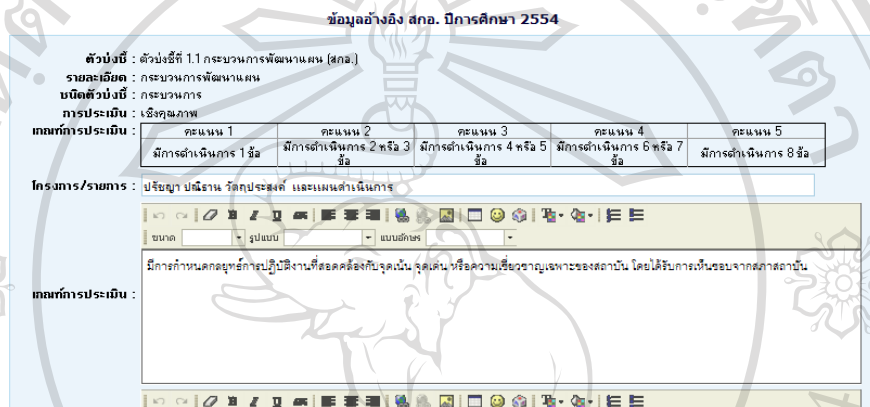 ข้อมูลอ้างอิง สกอ. ปีการศึกษา 2554
ตัวบ่งชี้ : ตัวบ่งชี้ที่ 1.1 กระบวนการพัฒนาแผน (สกอ.)
รายละเอียด : กระบวนการพัฒนาแผน
ชนิดตัวบ่งชี้ : กระบวนการ
การประเมิน : เชิงคุณภาพ
เกณฑ์การประเมิน :
คะแนน 1 คะแนน 2 คะแนน 3 คะแนน 4 คะแนน 5
มีการดำเนินการ 1 ข้อ มีการดำเนินการ 2 หรือ 3 ข้อ มีการดำเนินการ 4 หรือ 5 ข้อ มีการดำเนินการ 6 หรือ 7 ข้อ มีการดำเนินการ 8 ข้อ
โครงการ/รายการ : ปรัชญา ปณิธาน วัตถุประสงค์ และแผนดำเนินการ
ขนาด รูปแบบ แบบอักษร
มีการกำหนดกลยุทธ์การปฏิบัติงานที่สอดคล้องกับจุดเน้น จุดเด่น หรือความเชี่ยวชาญเฉพาะของสถาบัน โดยได้รับการเห็นชอบจากสภาสถาบัน
เกณฑ์การประเมิน :